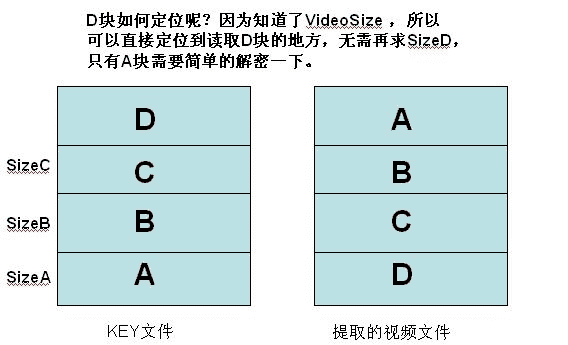 D块如何定位呢？因为知道了VideoSize ，所以
可以直接定位到读取D块的地方，无需再求SizeD，
只有A块需要简单的解密一下。
D
A
SizeC
C
B
SizeB
B
C
SizeA
A
D
KEY文件
提取的视频文件